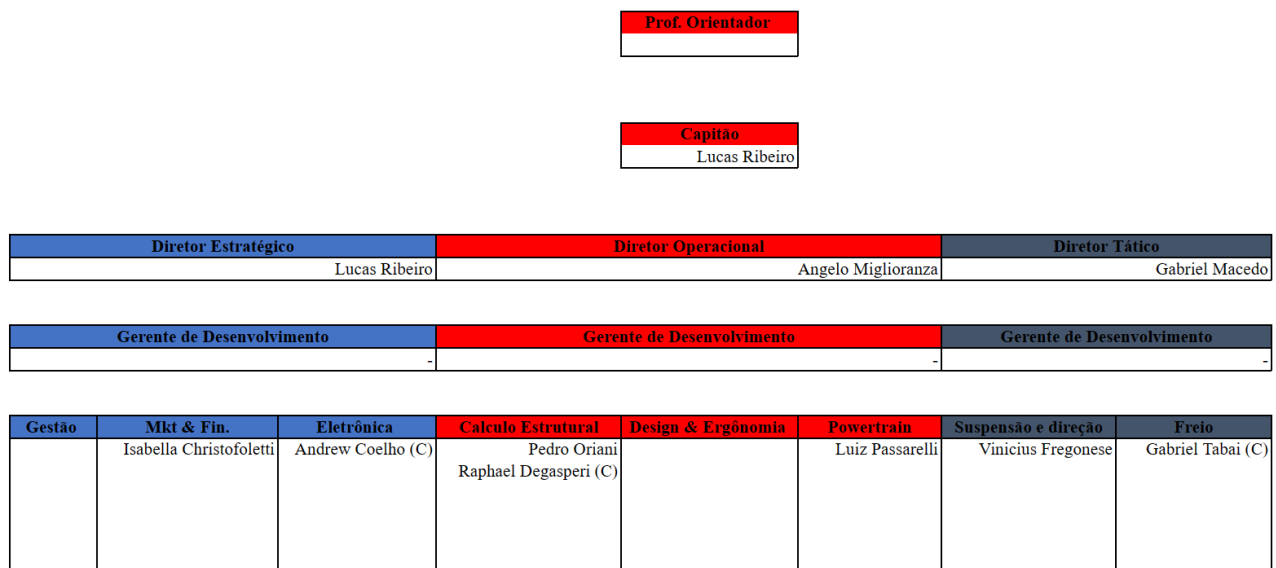 Prof. Orientador
Capitão
Lucas Ribeiro
Diretor Estratégico Diretor Operacional Diretor Tático
Lucas Ribeiro Angelo Miglioranza Gabriel Macedo
Gerente de Desenvolvimento Gerente de Desenvolvimento Gerente de Desenvolvimento
- - -
Gestão Mkt & Fin. Eletrônica Calculo Estrutural Design & Ergônomia Powertrain Suspensão e direção Freio
Isabella Christofoletti Andrew Coelho (C) Pedro Oriani Luiz Passarelli Vinicius Fregonese Gabriel Tabai (C)
Raphael Degasperi (C)